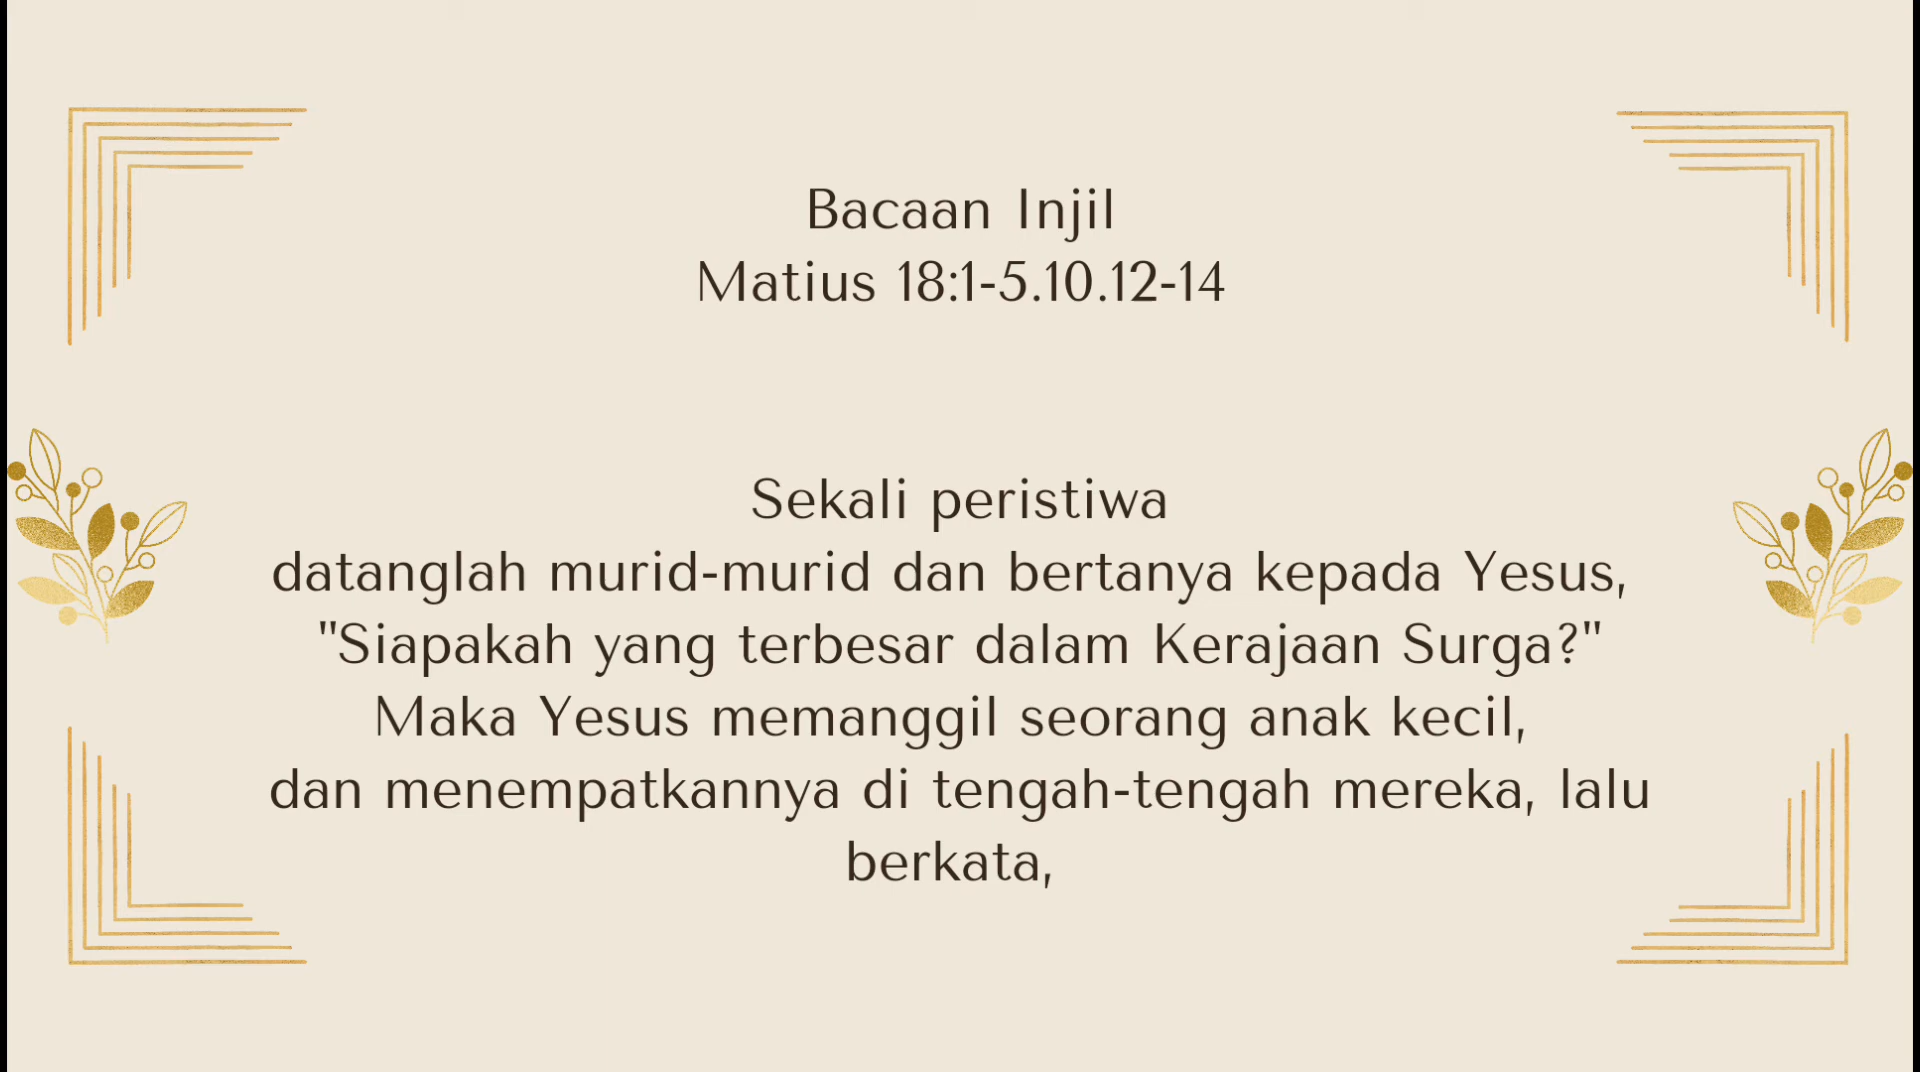 Bacaan Injil
Matius 18:1-5.10.12-14
Sekali peristiwa
datanglah murid-murid dan bertanya kepada Yesus,
"Siapakah yang terbesar dalam Kerajaan Surga?"
Maka Yesus memanggil seorang anak kecil,
dan menempatkannya di tengah-tengah mereka, lalu
berkata,